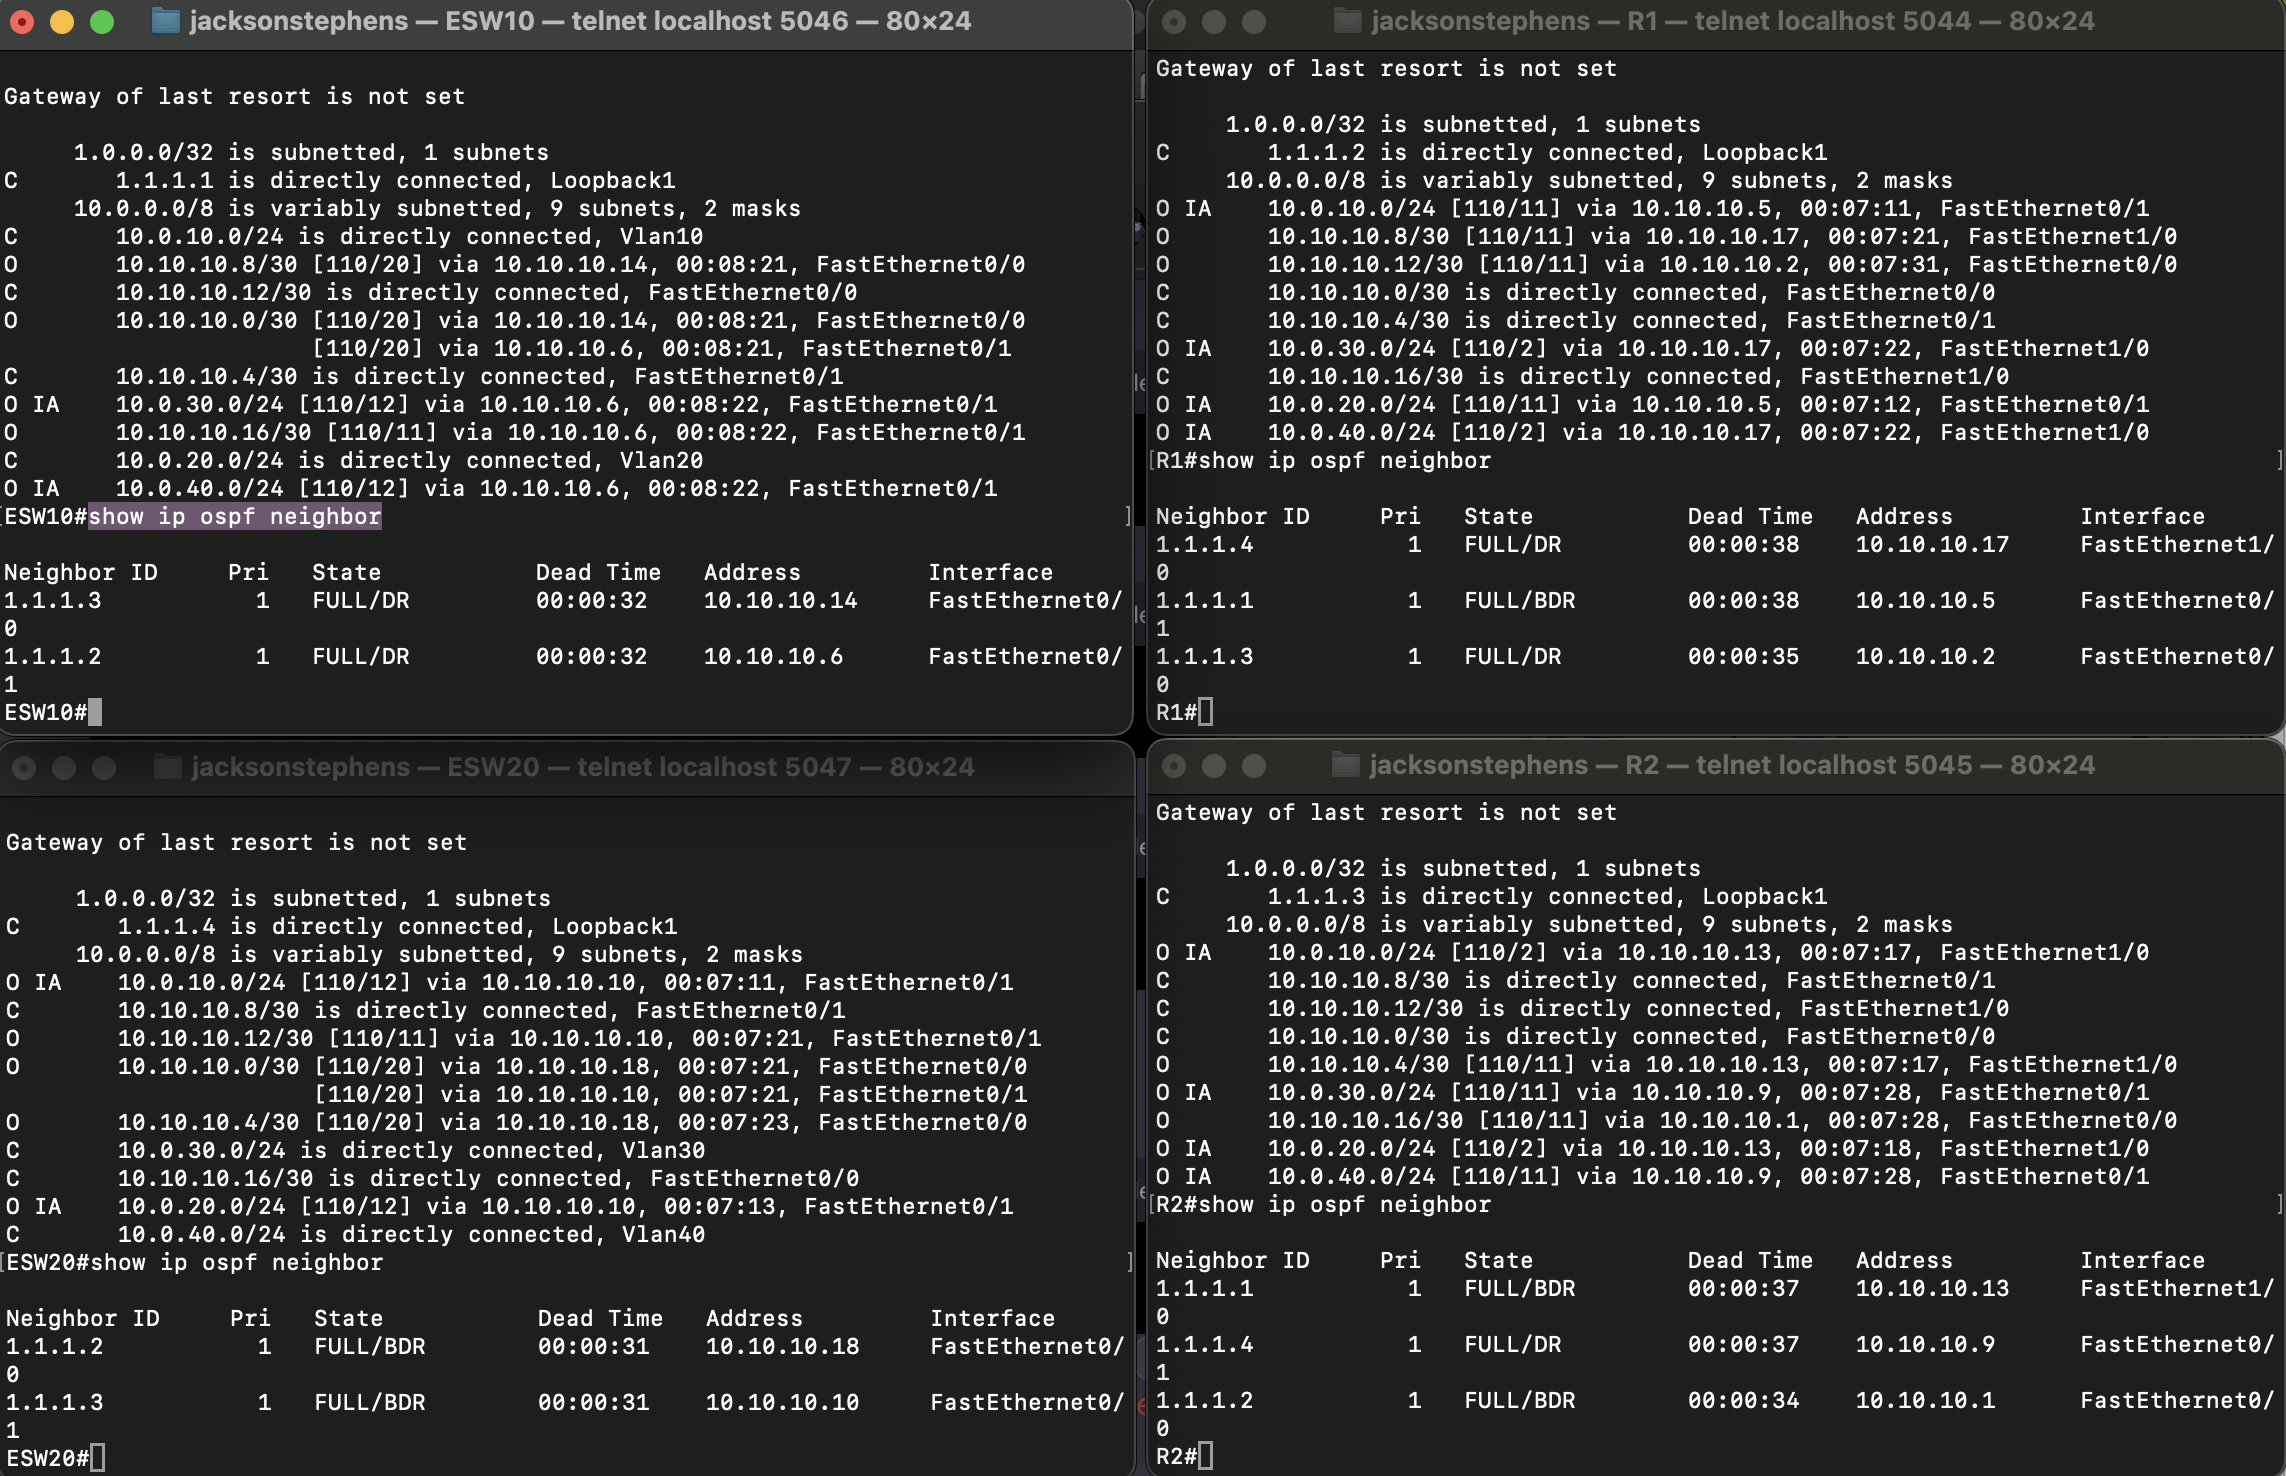 jacksonstephens — ESW10 — telnet localhost 5046 — 80×24
Gateway of last resort is not set
1.0.0.0/32 is subnetted, 1 subnets
C 1.1.1.1 is directly connected, Loopback1
10.0.0.0/8 is variably subnetted, 9 subnets, 2 masks
C 10.0.10.0/24 is directly connected, Vlan10
O 10.10.10.8/30 [110/20] via 10.10.10.14, 00:08:21, FastEthernet0/0
C 10.10.10.12/30 is directly connected, FastEthernet0/0
O 10.10.10.0/30 [110/20] via 10.10.10.14, 00:08:21, FastEthernet0/0
[110/20] via 10.10.10.6, 00:08:21, FastEthernet0/1
C 10.10.10.4/30 is directly connected, FastEthernet0/1
O IA 10.0.30.0/24 [110/12] via 10.10.10.6, 00:08:22, FastEthernet0/1
O 10.10.10.16/30 [110/11] via 10.10.10.6, 00:08:22, FastEthernet0/1
C 10.0.20.0/24 is directly connected, Vlan20
O IA 10.0.40.0/24 [110/12] via 10.10.10.6, 00:08:22, FastEthernet0/1
[ESW10#show ip ospf neighbor ]
Neighbor ID Pri State Dead Time Address Interface
1.1.1.3 1 FULL/DR 00:00:32 10.10.10.14 FastEthernet0/
0
1.1.1.2 1 FULL/DR 00:00:32 10.10.10.6 FastEthernet0/
1
ESW10#
jacksonstephens — R1 — telnet localhost 5044 — 80×24
Gateway of last resort is not set
1.0.0.0/32 is subnetted, 1 subnets
C 1.1.1.2 is directly connected, Loopback1
10.0.0.0/8 is variably subnetted, 9 subnets, 2 masks
O IA 10.0.10.0/24 [110/11] via 10.10.10.5, 00:07:11, FastEthernet0/1
O 10.10.10.8/30 [110/11] via 10.10.10.17, 00:07:21, FastEthernet1/0
O 10.10.10.12/30 [110/11] via 10.10.10.2, 00:07:31, FastEthernet0/0
C 10.10.10.0/30 is directly connected, FastEthernet0/0
C 10.10.10.4/30 is directly connected, FastEthernet0/1
O IA 10.0.30.0/24 [110/2] via 10.10.10.17, 00:07:22, FastEthernet1/0
C 10.10.10.16/30 is directly connected, FastEthernet1/0
O IA 10.0.20.0/24 [110/11] via 10.10.10.5, 00:07:12, FastEthernet0/1
O IA 10.0.40.0/24 [110/2] via 10.10.10.17, 00:07:22, FastEthernet1/0
[R1#show ip ospf neighbor ]
Neighbor ID Pri State Dead Time Address Interface
1.1.1.4 1 FULL/DR 00:00:38 10.10.10.17 FastEthernet1/
0
1.1.1.1 1 FULL/BDR 00:00:38 10.10.10.5 FastEthernet0/
1
1.1.1.3 1 FULL/DR 00:00:35 10.10.10.2 FastEthernet0/
0
R1#
jacksonstephens — ESW20 — telnet localhost 5047 — 80×24
Gateway of last resort is not set
1.0.0.0/32 is subnetted, 1 subnets
C 1.1.1.4 is directly connected, Loopback1
10.0.0.0/8 is variably subnetted, 9 subnets, 2 masks
O IA 10.0.10.0/24 [110/12] via 10.10.10.10, 00:07:11, FastEthernet0/1
C 10.10.10.8/30 is directly connected, FastEthernet0/1
O 10.10.10.12/30 [110/11] via 10.10.10.10, 00:07:21, FastEthernet0/1
O 10.10.10.0/30 [110/20] via 10.10.10.18, 00:07:21, FastEthernet0/0
[110/20] via 10.10.10.10, 00:07:21, FastEthernet0/1
O 10.10.10.4/30 [110/20] via 10.10.10.18, 00:07:23, FastEthernet0/0
C 10.0.30.0/24 is directly connected, Vlan30
C 10.10.10.16/30 is directly connected, FastEthernet0/0
O IA 10.0.20.0/24 [110/12] via 10.10.10.10, 00:07:13, FastEthernet0/1
C 10.0.40.0/24 is directly connected, Vlan40
[ESW20#show ip ospf neighbor ]
Neighbor ID Pri State Dead Time Address Interface
1.1.1.2 1 FULL/BDR 00:00:31 10.10.10.18 FastEthernet0/
0
1.1.1.3 1 FULL/BDR 00:00:31 10.10.10.10 FastEthernet0/
1
ESW20#
jacksonstephens — R2 — telnet localhost 5045 — 80×24
Gateway of last resort is not set
1.0.0.0/32 is subnetted, 1 subnets
C 1.1.1.3 is directly connected, Loopback1
10.0.0.0/8 is variably subnetted, 9 subnets, 2 masks
O IA 10.0.10.0/24 [110/2] via 10.10.10.13, 00:07:17, FastEthernet1/0
C 10.10.10.8/30 is directly connected, FastEthernet0/1
C 10.10.10.12/30 is directly connected, FastEthernet1/0
C 10.10.10.0/30 is directly connected, FastEthernet0/0
O 10.10.10.4/30 [110/11] via 10.10.10.13, 00:07:17, FastEthernet1/0
O IA 10.0.30.0/24 [110/11] via 10.10.10.9, 00:07:28, FastEthernet0/1
O 10.10.10.16/30 [110/11] via 10.10.10.1, 00:07:28, FastEthernet0/0
O IA 10.0.20.0/24 [110/2] via 10.10.10.13, 00:07:18, FastEthernet1/0
O IA 10.0.40.0/24 [110/11] via 10.10.10.9, 00:07:28, FastEthernet0/1
[R2#show ip ospf neighbor ]
Neighbor ID Pri State Dead Time Address Interface
1.1.1.1 1 FULL/BDR 00:00:37 10.10.10.13 FastEthernet1/
0
1.1.1.4 1 FULL/DR 00:00:37 10.10.10.9 FastEthernet0/
1
1.1.1.2 1 FULL/BDR 00:00:34 10.10.10.1 FastEthernet0/
0
R2#